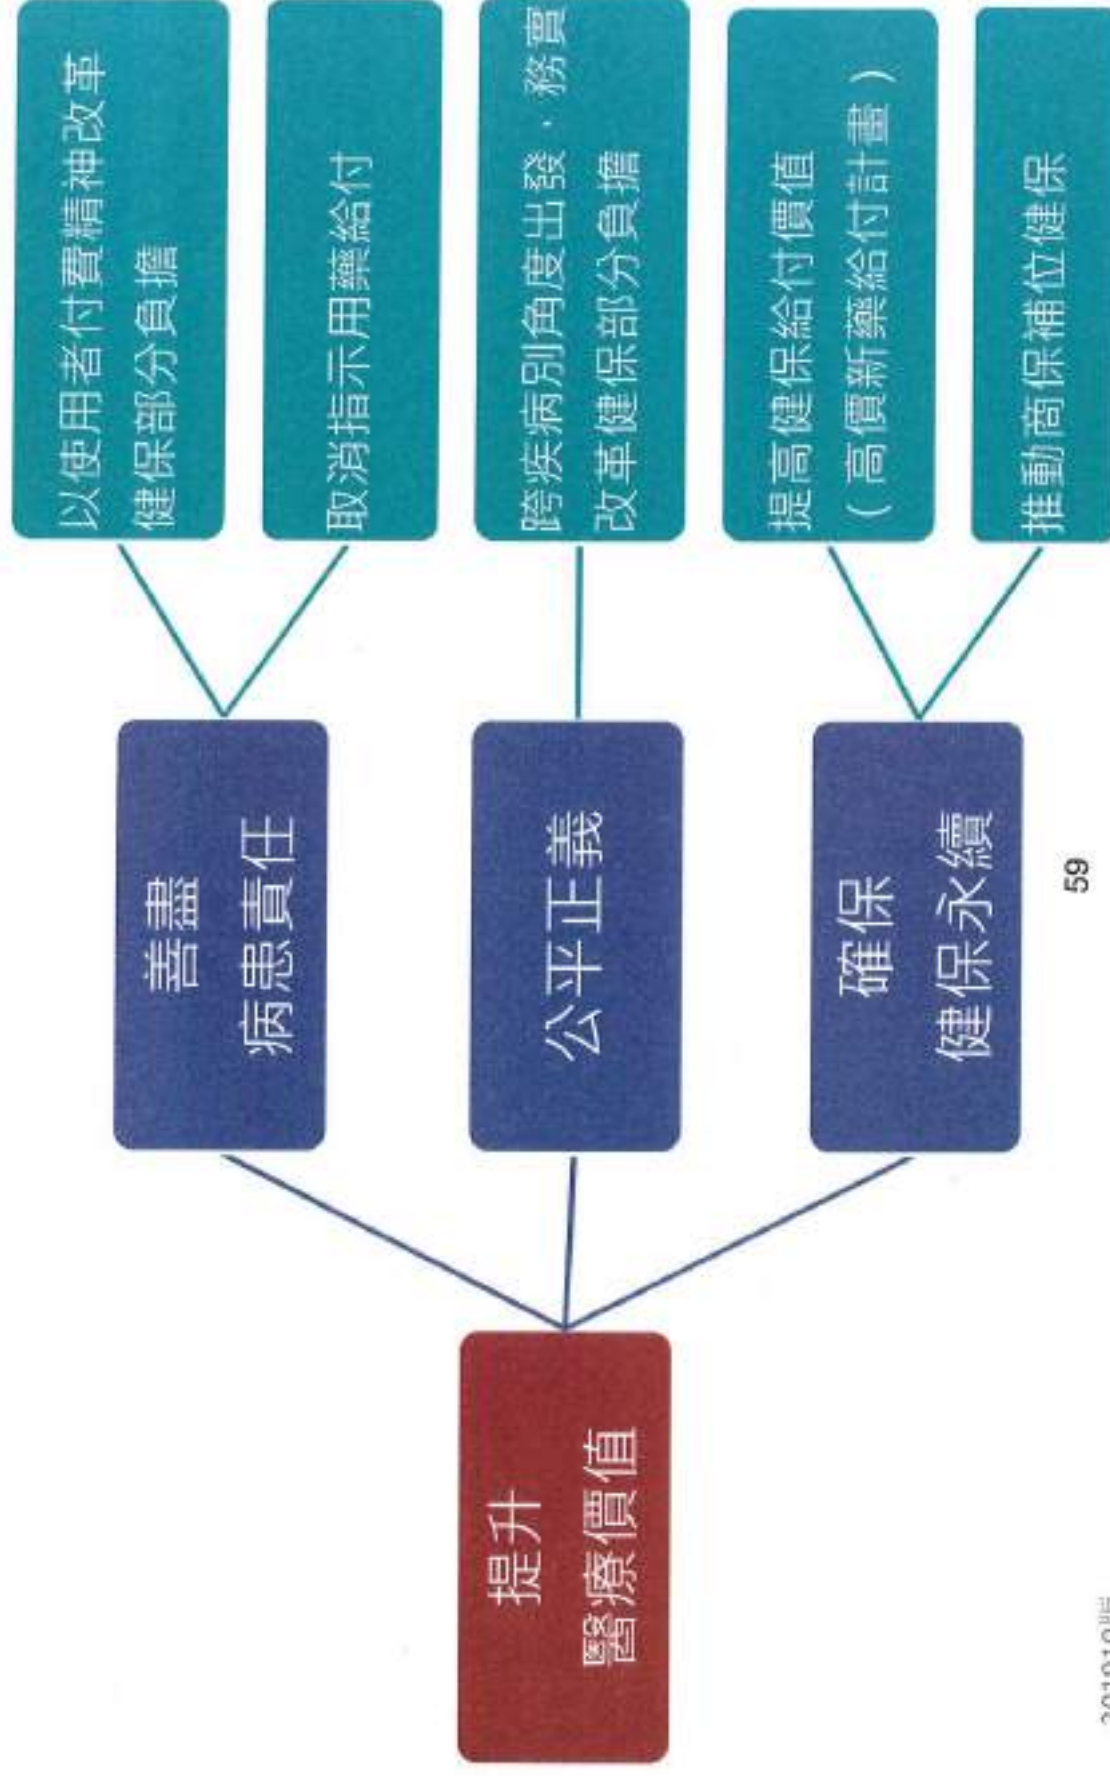 提升
醫療價值
善盡
病患責任
公平正義
確保
健保永續
以使用者付費精神改革
健保部分負擔
取消指示用藥給付
跨疾病別角度出發，務實
改革健保部分負擔
提高健保給付價值
（高價新藥給付計畫）
推動商保補位健保
59